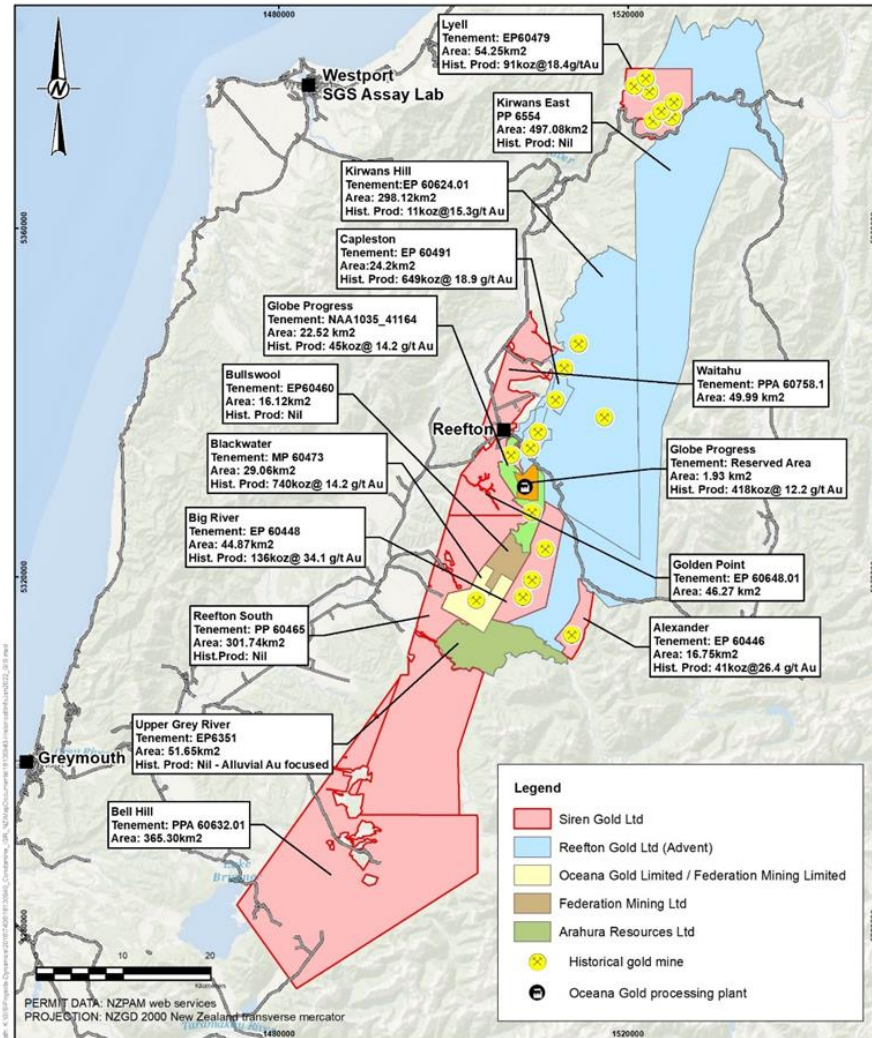 1480000
1520000
Lyell
Tenement: EP60479
Area: 54.25km2
Hist. Prod: 91koz@18.4g/tAu
N
Westport
SGS Assay Lab
Kirwans East
PP 6554
Area: 497.08km2
Hist. Prod: Nil
Kirwans Hill
Tenement:EP 60624.01
Area: 298.12km2
Hist. Prod: 11koz@15.3g/t Au
5360000
Capleston
Tenement: EP 60491
Area:24.2km2
Hist. Prod: 649koz@ 18.9 g/t Au
Globe Progress
Tenement: NAA1035_41164
Area: 22.52 km2
Hist. Prod: 45koz@ 14.2 g/t Au
Bullswool
Tenement: EP60460
Area: 16.12km2
Hist. Prod: Nil
Waitahu
Tenement: PPA 60758.1
Area: 49.99 km2
Reefton
Blackwater
Tenement: MP 60473
Area: 29.06km2
Hist. Prod: 740koz@ 14.2 g/t Au
Globe Progress
Tenement: Reserved Area
Area: 1.93 km2
Hist. Prod: 418koz@ 12.2 g/t Au
Big River
Tenement: EP 60448
Area: 44.87km2
Hist. Prod: 136koz@ 34.1 g/t Au
Golden Point
Tenement: EP 60648.01
Area: 46.27 km2
5320000
Reefton South
Tenement: PP 60465
Area: 301.74km2
Hist.Prod: Nil
Alexander
Tenement: EP 60446
Area: 16.75km2
Hist. Prod: 41koz@26.4 g/t Au
Upper Grey River
Tenement: EP6351
Area: 51.65km2
Hist. Prod: Nil - Alluvial Au focused
Greymouth
Bell Hill
Tenement: PPA 60632.01
Area: 365.30km2
Lake
Legend
Siren Gold Ltd
Reefton Gold Ltd (Advent)
Oceana Gold Limited / Federation Mining Limited
Federation Mining Ltd
Arahura Resources Ltd
Historical gold mine
Oceana Gold processing plant
0 10 20
Kilometres
PERMIT DATA: NZPAM web services
PROJECTION: NZGD 2000 New Zealand transverse mercator
Taramakau River
1480000
1520000